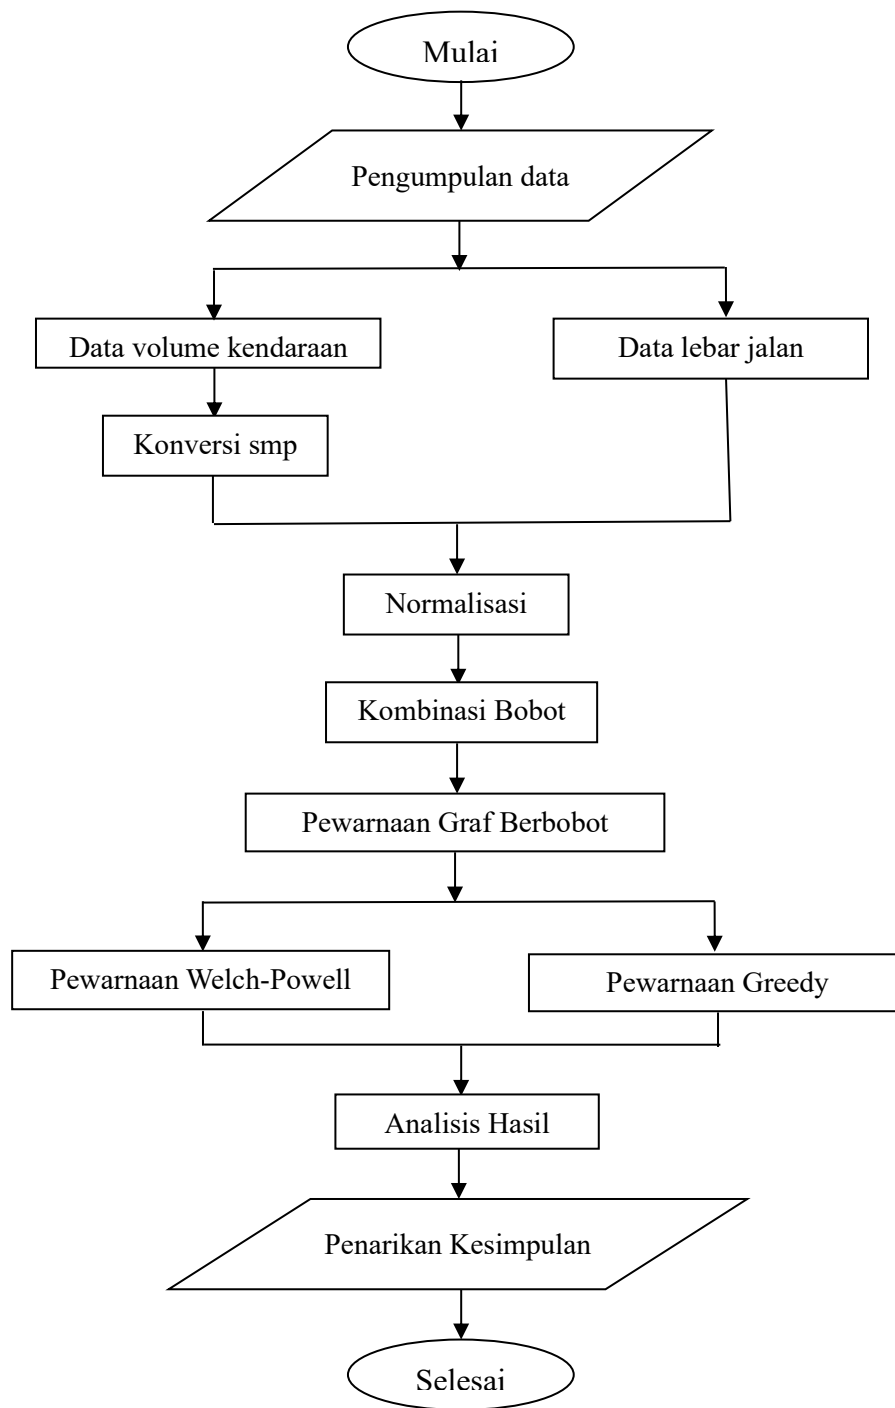 Mulai
Pengumpulan data
Data volume kendaraan
Data lebar jalan
Konversi smp
Normalisasi
Kombinasi Bobot
Pewarnaan Graf Berbobot
Pewarnaan Welch-Powell
Pewarnaan Greedy
Analisis Hasil
Penarikan Kesimpulan
Selesai